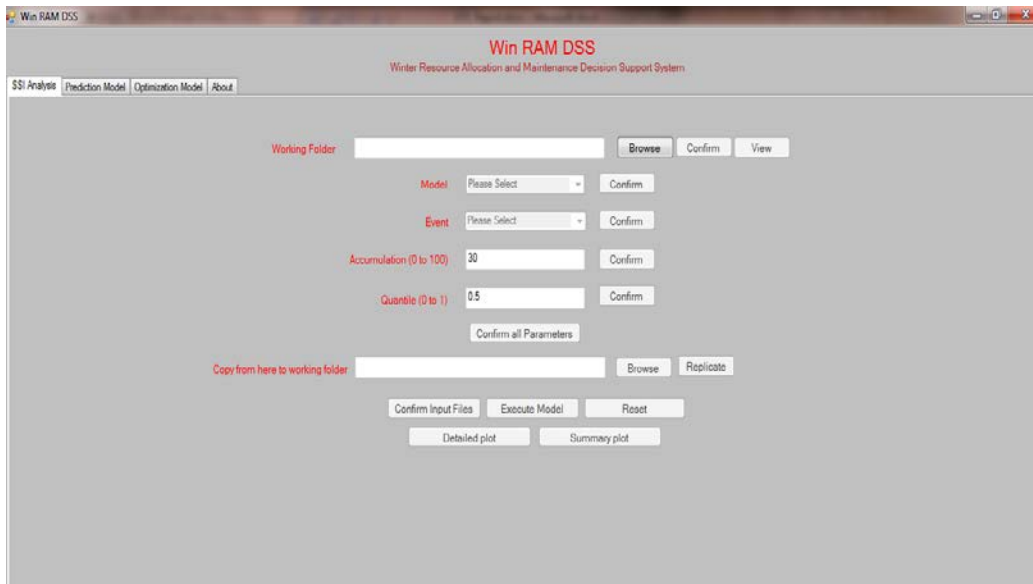 Win RAM DSS
Win RAM DSS
Winter Resource Allocation and Maintenance Decision Support System
SSI Analysis Prediction Model Optimization Model About
Working Folder Browse Confirm View
Model Please Select Confirm
Event Please Select Confirm
Accumulation (0 to 100) 30 Confirm
Quantile (0 to 1) 0.5 Confirm
Confirm all Parameters
Copy from here to working folder Browse Replicate
Confirm Input Files Execute Model Reset
Detailed plot Summary plot